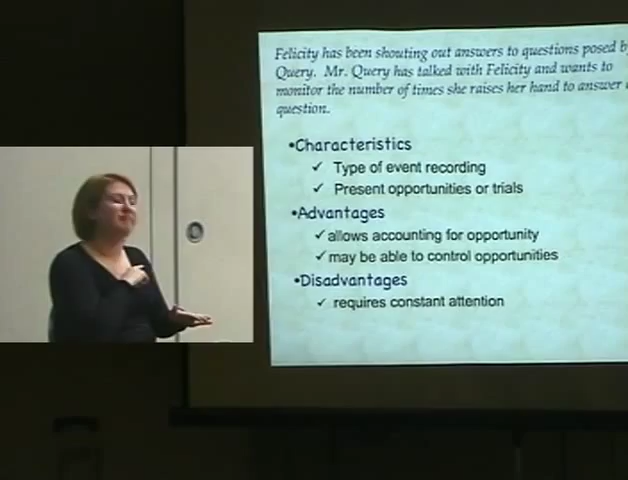 Felicity has been shouting out answers to questions posed by
Query. Mr. Query has talked with Felicity and wants to
monitor the number of times she raises her hand to answer
question.
•Characteristics
✓ Type of event recording
✓ Present opportunities or trials
•Advantages
✓allows accounting for opportunity
✓may be able to control opportunities
•Disadvantages
✓ requires constant attention